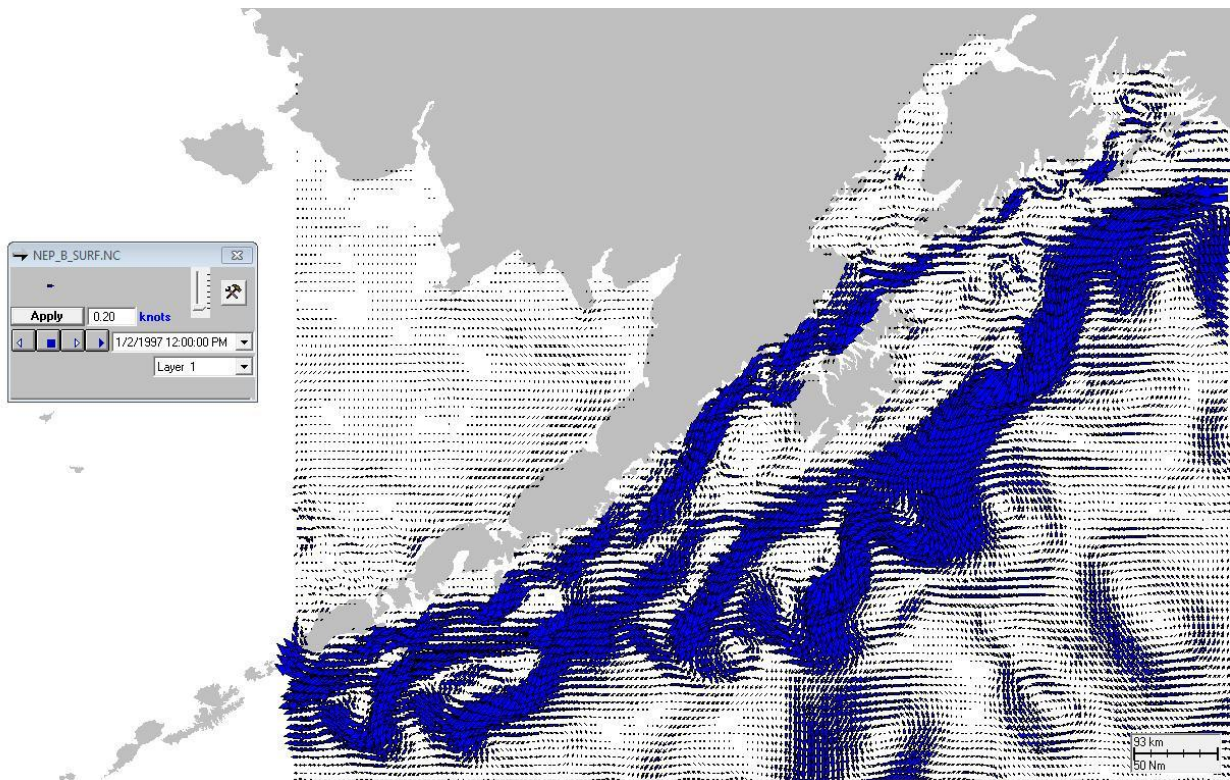 NEP_B_SURF.NC
Apply 0.20 knots
1/2/1997 12:00:00 PM
Layer 1
93 km
50 Nm